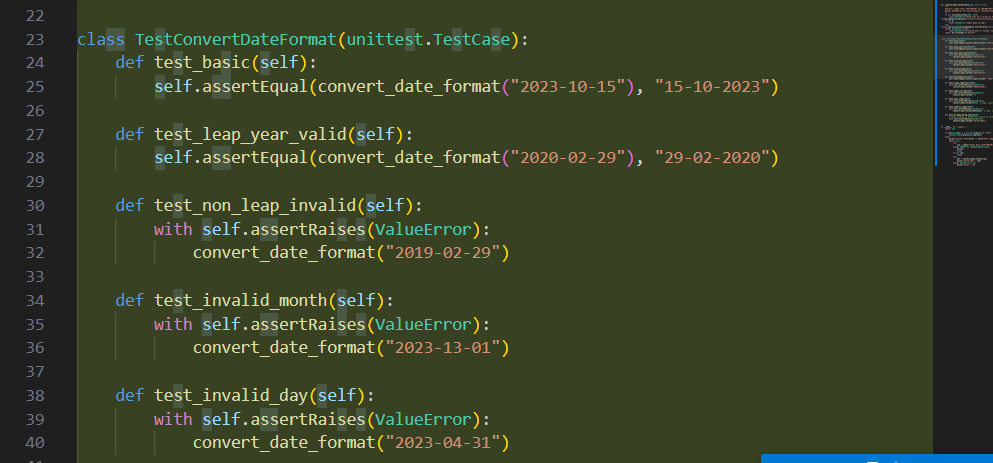 22
23 class TestConvertDateFormat(unittest.TestCase):
24     def test_basic(self):
25         self.assertEqual(convert_date_format("2023-10-15"), "15-10-2023")
26
27     def test_leap_year_valid(self):
28         self.assertEqual(convert_date_format("2020-02-29"), "29-02-2020")
29
30     def test_non_leap_invalid(self):
31         with self.assertRaises(ValueError):
32             convert_date_format("2019-02-29")
33
34     def test_invalid_month(self):
35         with self.assertRaises(ValueError):
36             convert_date_format("2023-13-01")
37
38     def test_invalid_day(self):
39         with self.assertRaises(ValueError):
40             convert_date_format("2023-04-31")